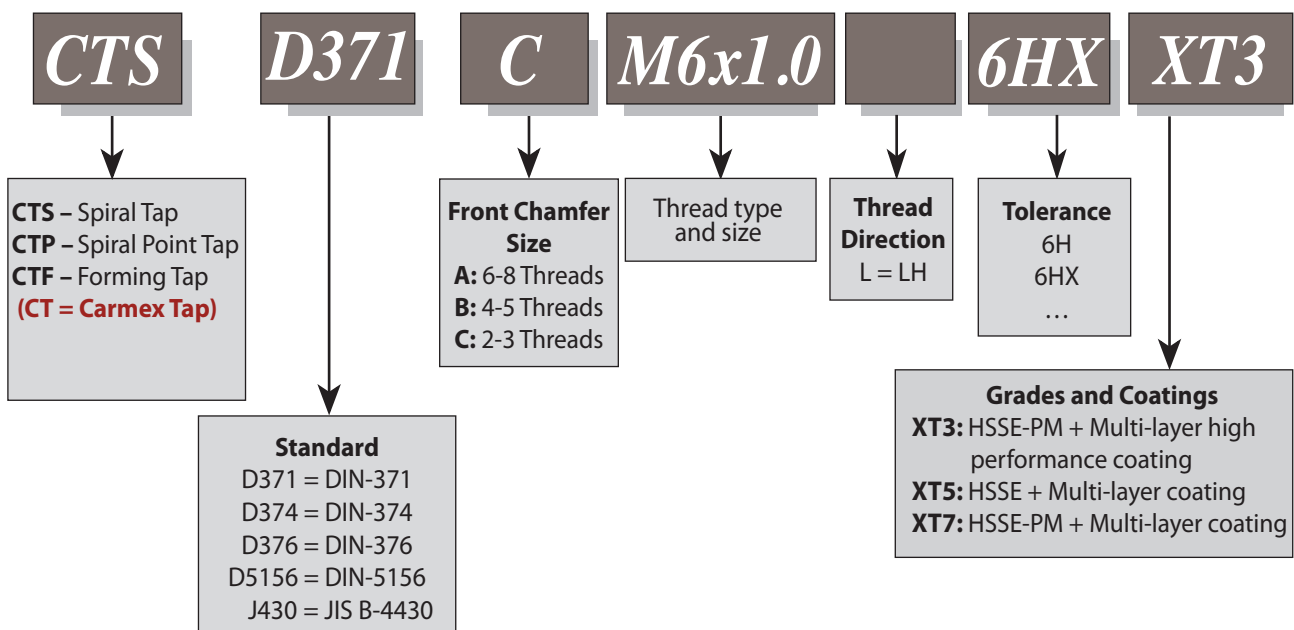 CTS D371 C M6x1.0 6HX XT3
CTS – Spiral Tap
CTP – Spiral Point Tap
CTF – Forming Tap
(CT = Carmex Tap)
Standard
D371 = DIN-371
D374 = DIN-374
D376 = DIN-376
D5156 = DIN-5156
J430 = JIS B-4430
Front Chamfer
Size
A: 6-8 Threads
B: 4-5 Threads
C: 2-3 Threads
Thread type
and size
Thread
Direction
L = LH
Tolerance
6H
6HX
...
Grades and Coatings
XT3: HSSE-PM + Multi-layer high
performance coating
XT5: HSSE + Multi-layer coating
XT7: HSSE-PM + Multi-layer coating